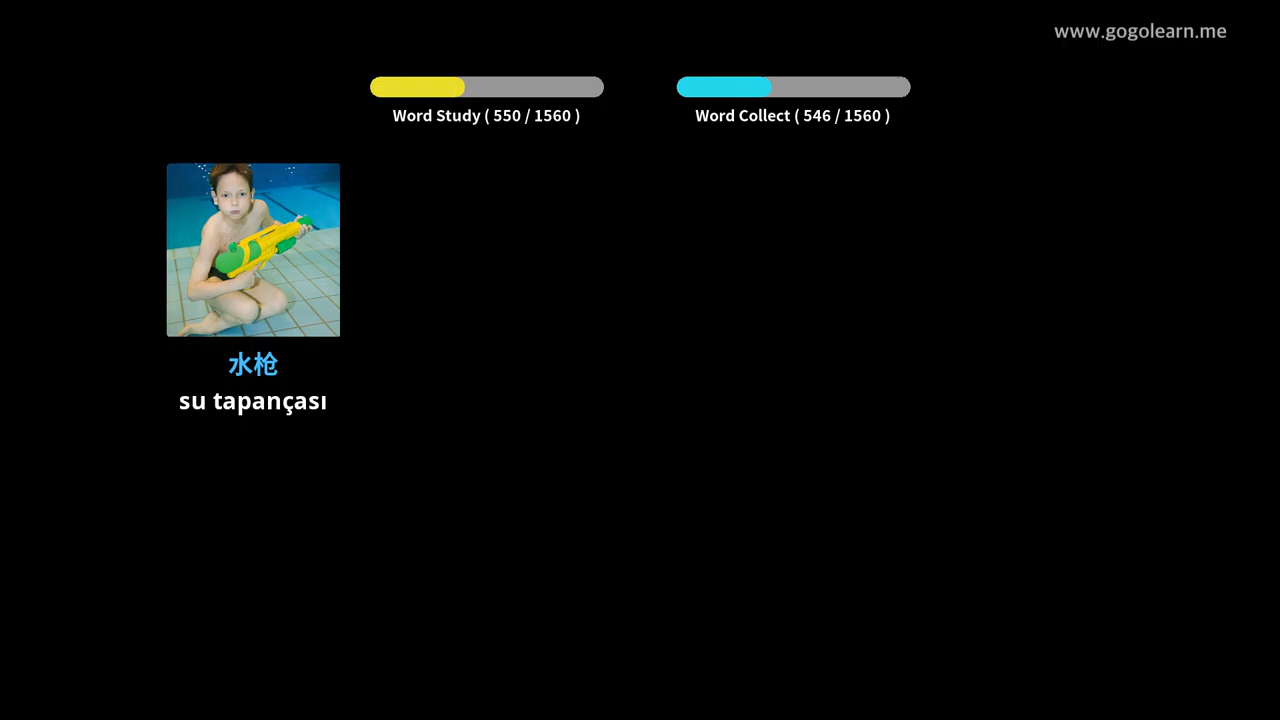 www.gogolearn.me
Word Study ( 550 / 1560 )
Word Collect ( 546 / 1560 )
水枪
su tapançası